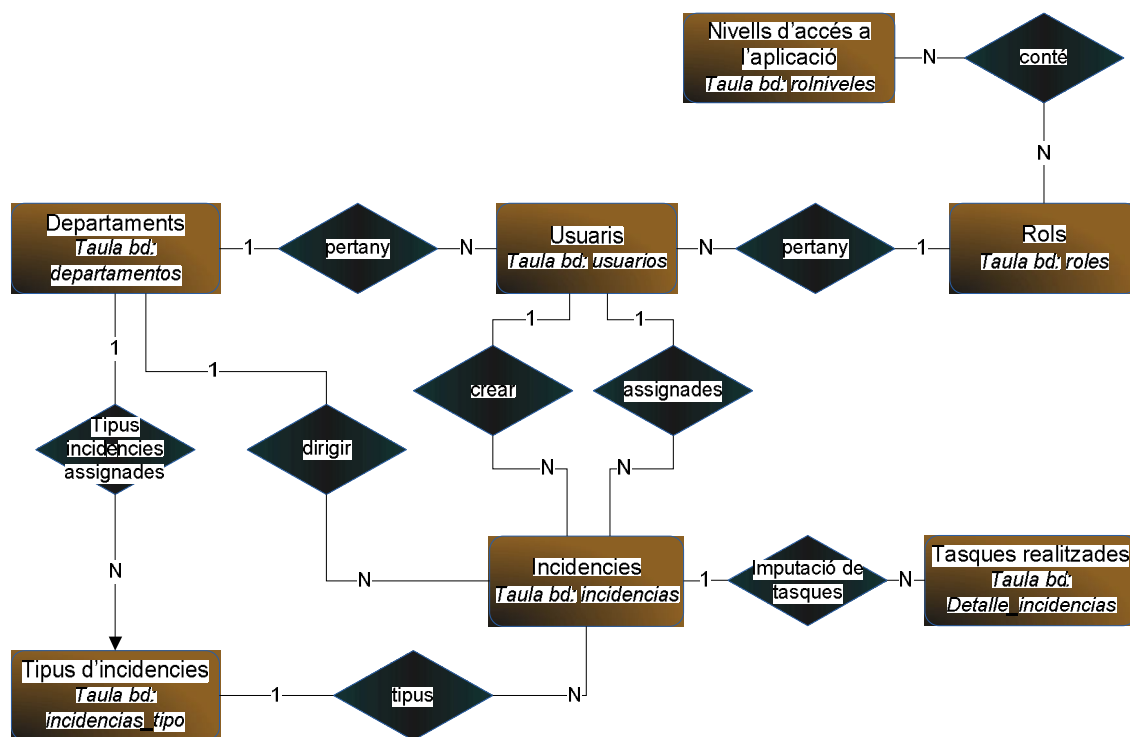 Nivells d'accés a
l'aplicació
Taula bd: rolniveles
N
conté
N
Departaments
Taula bd:
departamentos
1
pertany
N
Usuaris
Taula bd: usuarios
N
pertany
1
Rols
Taula bd: roles
1
1
1
1
crear
assignades
Tipus
incidencies
assignades
dirigir
N
N
N
N
Incidencies
Taula bd: incidencias
1
Imputació de
tasques
N
Tasques realitzades
Taula bd:
Detalle_incidencias
Tipus d'incidencies
Taula bd:
incidencias_tipo
1
tipus
N